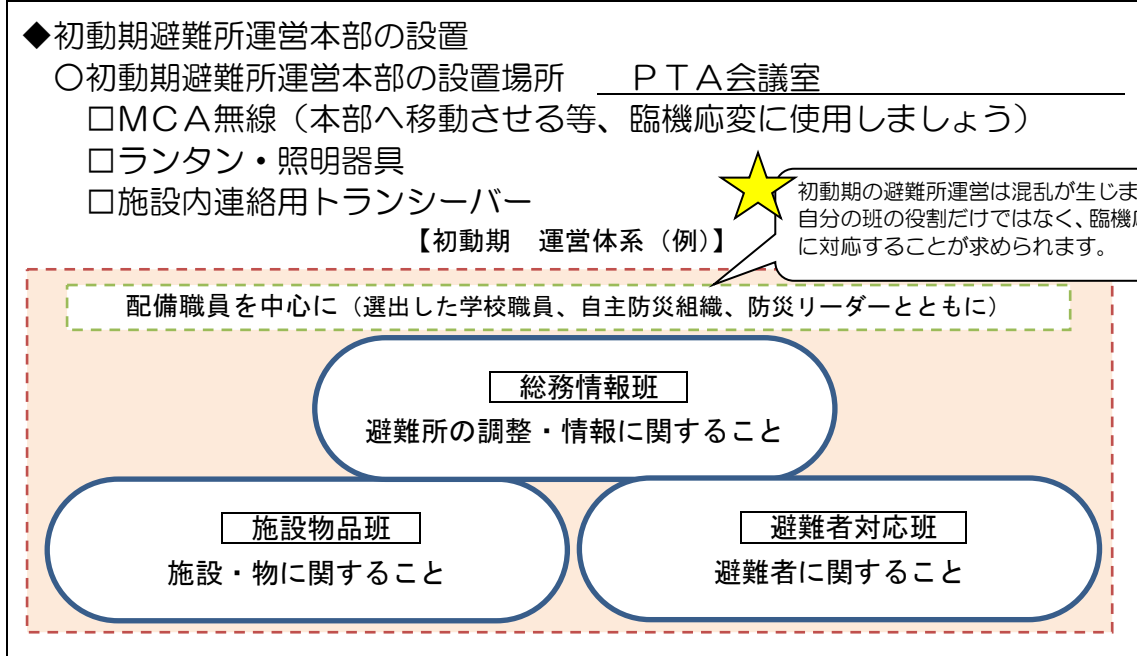 ◆初動期避難所運営本部の設置
〇初動期避難所運営本部の設置場所　ＰＴＡ会議室
□ＭＣＡ無線（本部へ移動させる等、臨機応変に使用しましょう）
□ランタン・照明器具
□施設内連絡用トランシーバー
初動期の避難所運営は混乱が生じま
自分の班の役割だけではなく、臨機応
に対応することが求められます。
【初動期　運営体系（例）】
配備職員を中心に（選出した学校職員、自主防災組織、防災リーダーとともに）
総務情報班
避難所の調整・情報に関すること
施設物品班
施設・物に関すること
避難者対応班
避難者に関すること